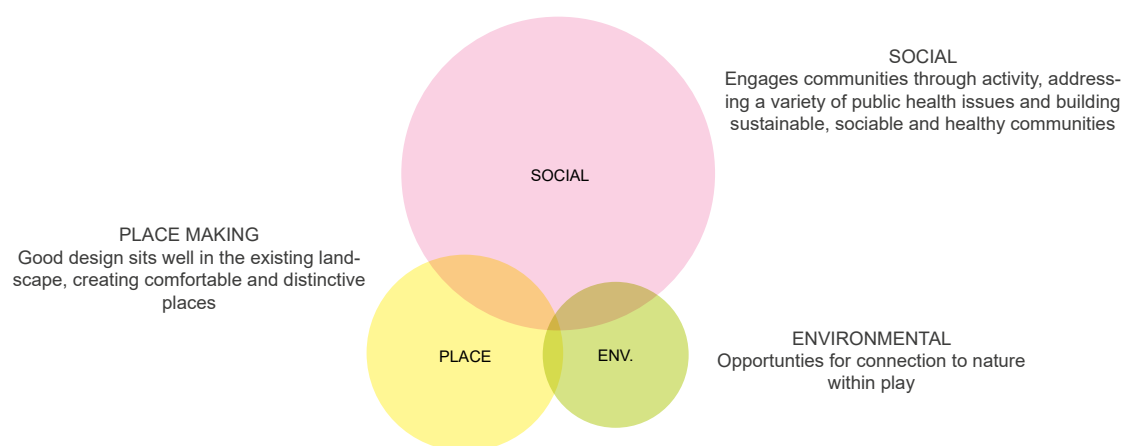 SOCIAL
Engages communities through activity, address-
ing a variety of public health issues and building
sustainable, sociable and healthy communities
SOCIAL
PLACE MAKING
Good design sits well in the existing land-
scape, creating comfortable and distinctive
places
PLACE
ENV.
ENVIRONMENTAL
Opportunties for connection to nature
within play